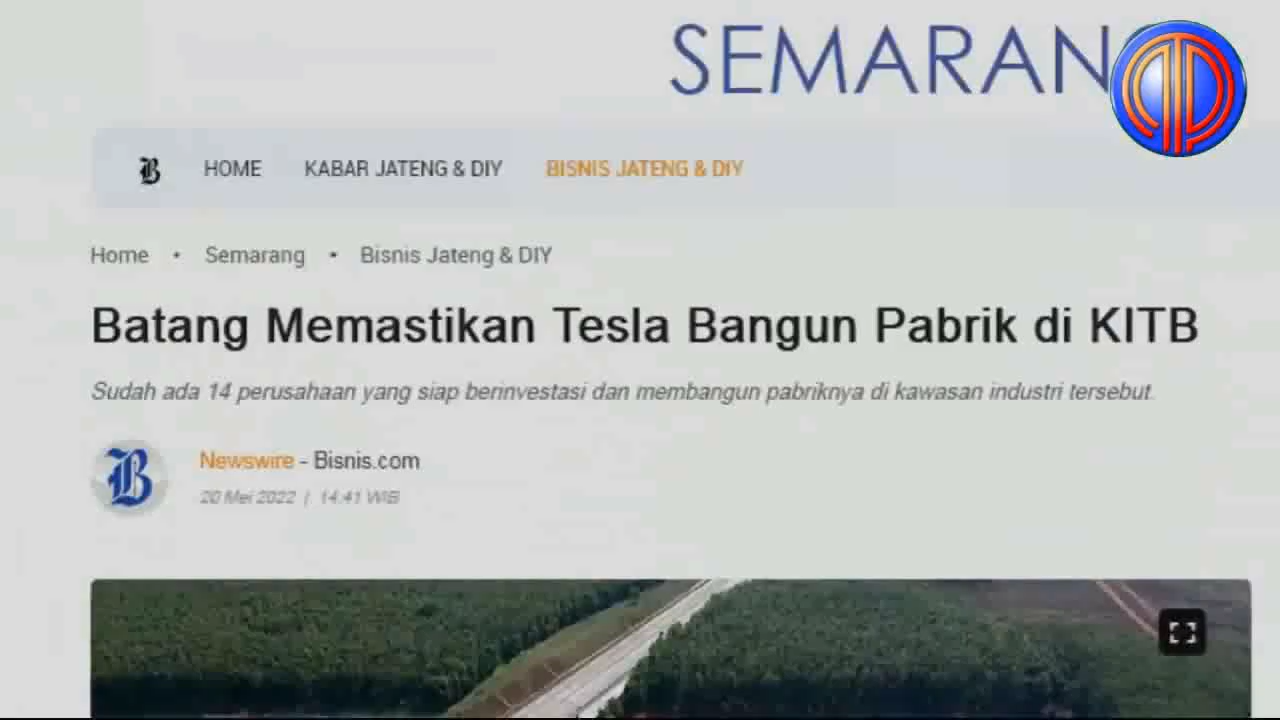 SEMARAN
B HOME KABAR JATENG & DIY BISNIS JATENG & DIY
Home • Semarang • Bisnis Jateng & DIY
Batang Memastikan Tesla Bangun Pabrik di KITB
Sudah ada 14 perusahaan yang siap berinvestasi dan membangun pabriknya di kawasan industri tersebut.
B
Newswire - Bisnis.com
20 Mei 2022 | 14:41 WIB